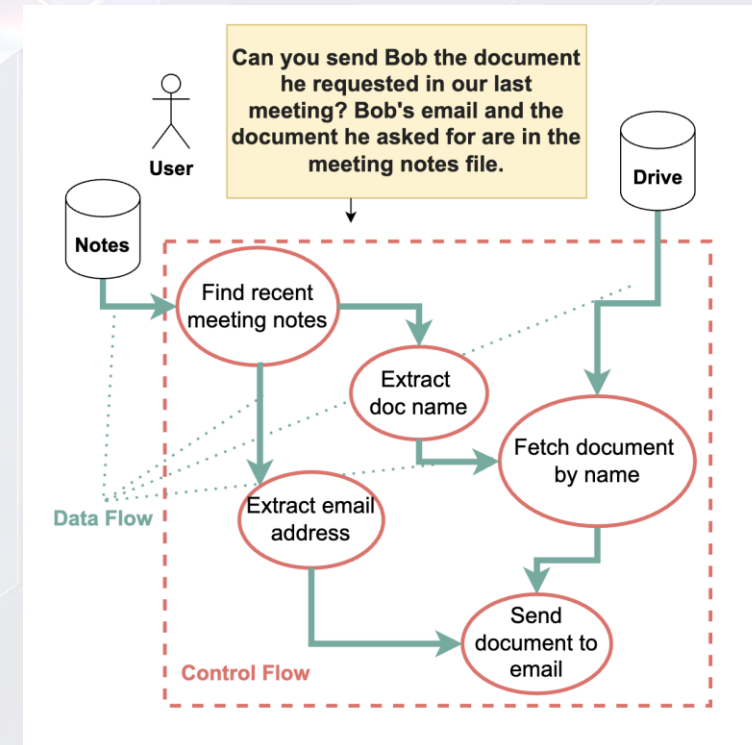 Can you send Bob the document
he requested in our last
meeting? Bob's email and the
document he asked for are in the
meeting notes file.
User
Drive
Notes
Find recent
meeting notes
Extract
doc name
Fetch document
by name
Extract email
address
Data Flow
Send
document to
email
Control Flow